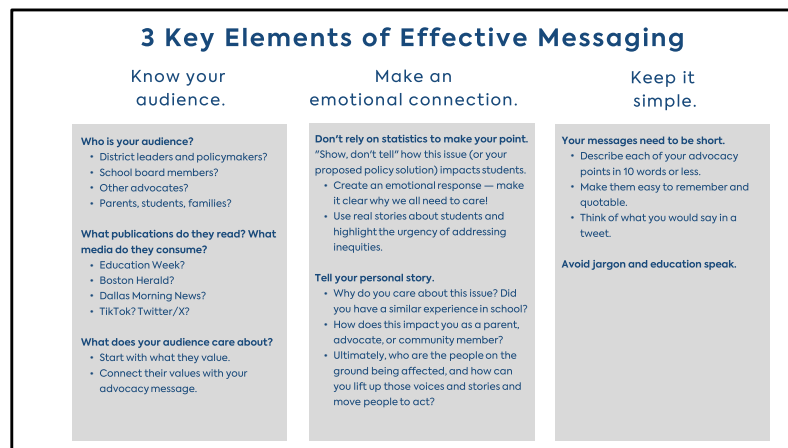 3 Key Elements of Effective Messaging
Know your
audience.
Who is your audience?
• District leaders and policymakers?
• School board members?
• Other advocates?
• Parents, students, families?
What publications do they read? What
media do they consume?
• Education Week?
• Boston Herald?
• Dallas Morning News?
• TikTok? Twitter/X?
What does your audience care about?
• Start with what they value.
• Connect their values with your
advocacy message.
Make an
emotional connection.
Don't rely on statistics to make your point.
"Show, don't tell" how this issue (or your
proposed policy solution) impacts students.
• Create an emotional response — make
it clear why we all need to care!
• Use real stories about students and
highlight the urgency of addressing
inequities.
Tell your personal story.
• Why do you care about this issue? Did
you have a similar experience in school?
• How does this impact you as a parent,
advocate, or community member?
• Ultimately, who are the people on the
ground being affected, and how can
you lift up those voices and stories and
move people to act?
Keep it
simple.
Your messages need to be short.
• Describe each of your advocacy
points in 10 words or less.
• Make them easy to remember and
quotable.
• Think of what you would say in a
tweet.
Avoid jargon and education speak.